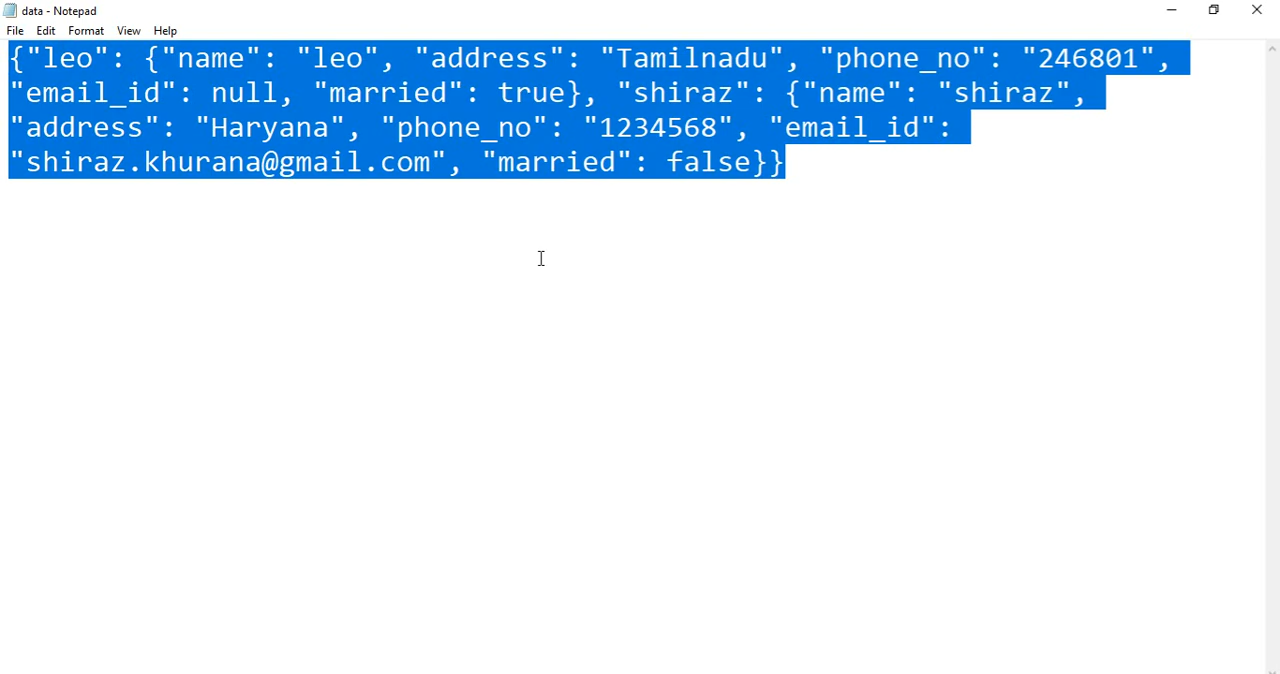 data - Notepad
File Edit Format View Help
{"leo": {"name": "leo", "address": "Tamilnadu", "phone_no": "246801",
"email_id": null, "married": true}, "shiraz": {"name": "shiraz",
"address": "Haryana", "phone_no": "1234568", "email_id":
"shiraz.khurana@gmail.com", "married": false}}